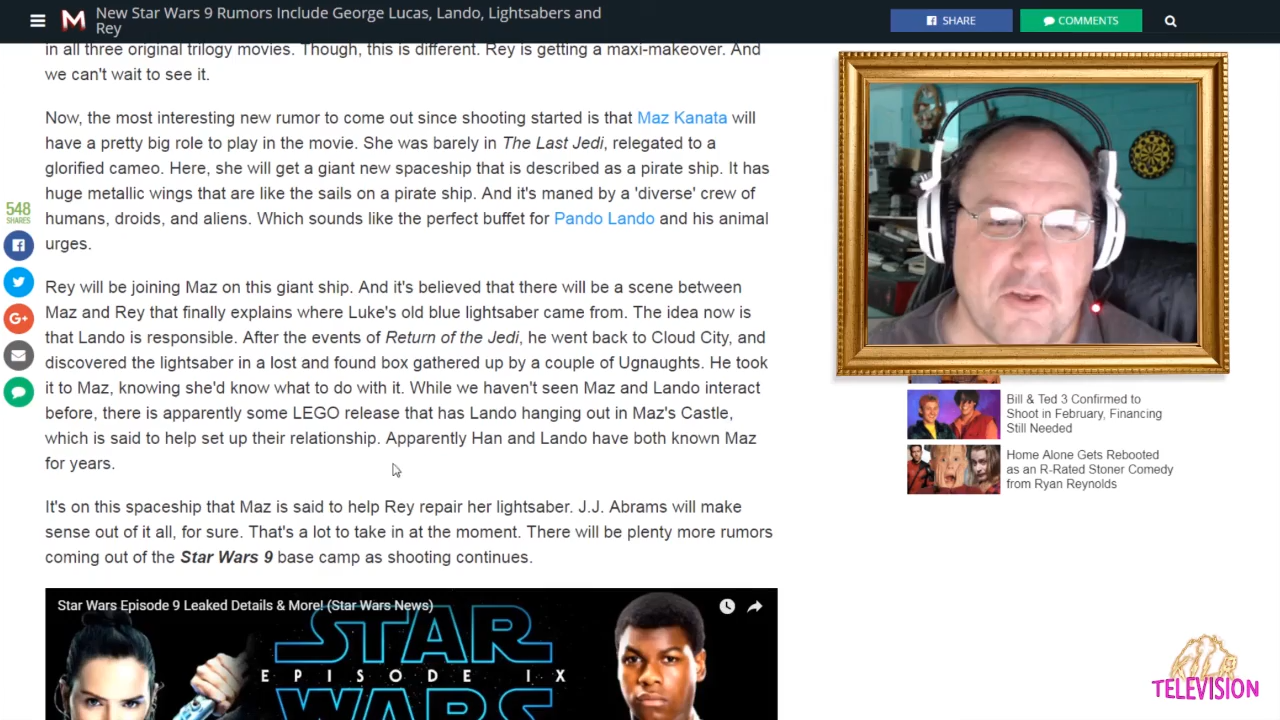 New Star Wars 9 Rumors Include George Lucas, Lando, Lightsabers and
Rey
SHARE
COMMENTS
in all three original trilogy movies. Though, this is different. Rey is getting a maxi-makeover. And
we can't wait to see it.
Now, the most interesting new rumor to come out since shooting started is that Maz Kanata will
have a pretty big role to play in the movie. She was barely in The Last Jedi, relegated to a
glorified cameo. Here, she will get a giant new spaceship that is described as a pirate ship. It has
huge metallic wings that are like the sails on a pirate ship. And it's maned by a 'diverse' crew of
humans, droids, and aliens. Which sounds like the perfect buffet for Pando Lando and his animal
urges.
548
SHARES
Rey will be joining Maz on this giant ship. And it's believed that there will be a scene between
Maz and Rey that finally explains where Luke's old blue lightsaber came from. The idea now is
that Lando is responsible. After the events of Return of the Jedi, he went back to Cloud City, and
discovered the lightsaber in a lost and found box gathered up by a couple of Ugnaughts. He took
it to Maz, knowing she'd know what to do with it. While we haven't seen Maz and Lando interact
before, there is apparently some LEGO release that has Lando hanging out in Maz's Castle,
which is said to help set up their relationship. Apparently Han and Lando have both known Maz
for years.
It's on this spaceship that Maz is said to help Rey repair her lightsaber. J.J. Abrams will make
sense out of it all, for sure. That's a lot to take in at the moment. There will be plenty more rumors
coming out of the Star Wars 9 base camp as shooting continues.
Star Wars Episode 9 Leaked Details & More! (Star Wars News)
STAR
EPISODE IX
WARS
Bill & Ted 3 Confirmed to
Shoot in February, Financing
Still Needed
Home Alone Gets Rebooted
as an R-Rated Stoner Comedy
from Ryan Reynolds
TELEVISION